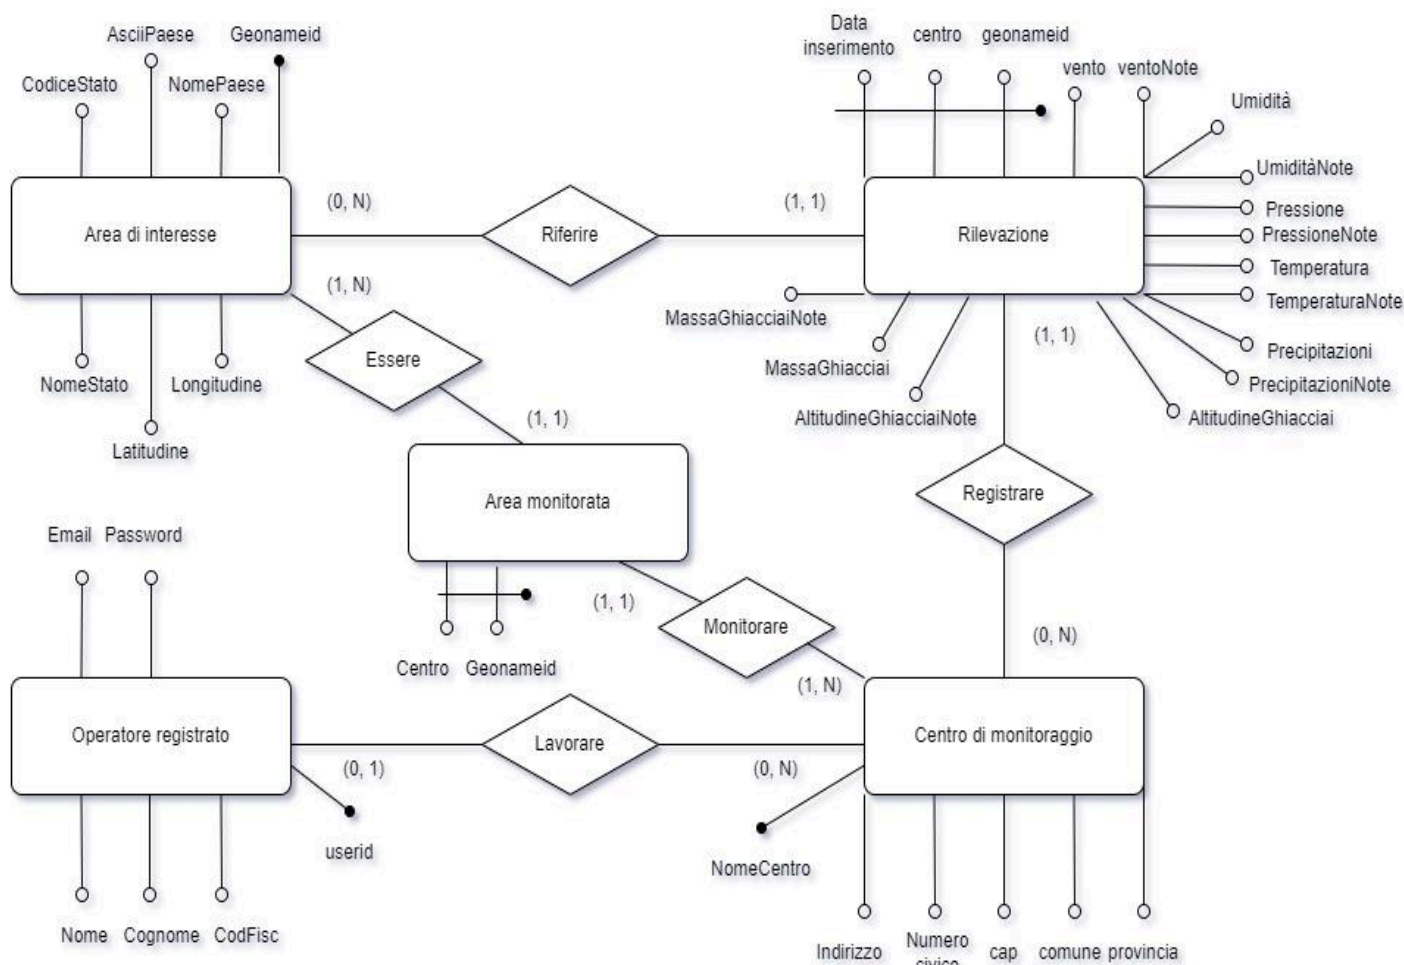 Data
inserimento
centro
geonameid
AsciiPaese
Geonameid
vento
ventoNote
CodiceStato
NomePaese
Umidità
UmiditàNote
Area di interesse
(0, N)
Riferire
(1, 1)
Rilevazione
Pressione
PressioneNote
Temperatura
TemperaturaNote
(1, N)
MassaGhiacciaiNote
(1, 1)
Essere
Precipitazioni
MassaGhiacciai
NomeStato
Longitudine
PrecipitazioniNote
(1, 1)
AltitudineGhiacciaiNote
AltitudineGhiacciai
Latitudine
Area monitorata
Registrare
Email
Password
(1, 1)
Monitorare
(0, N)
Centro
Geonameid
(1, N)
Operatore registrato
Lavorare
Centro di monitoraggio
(0, 1)
(0, N)
userid
NomeCentro
Nome
Cognome
CodFisc
Indirizzo
Numero
civico
cap
comune
provincia